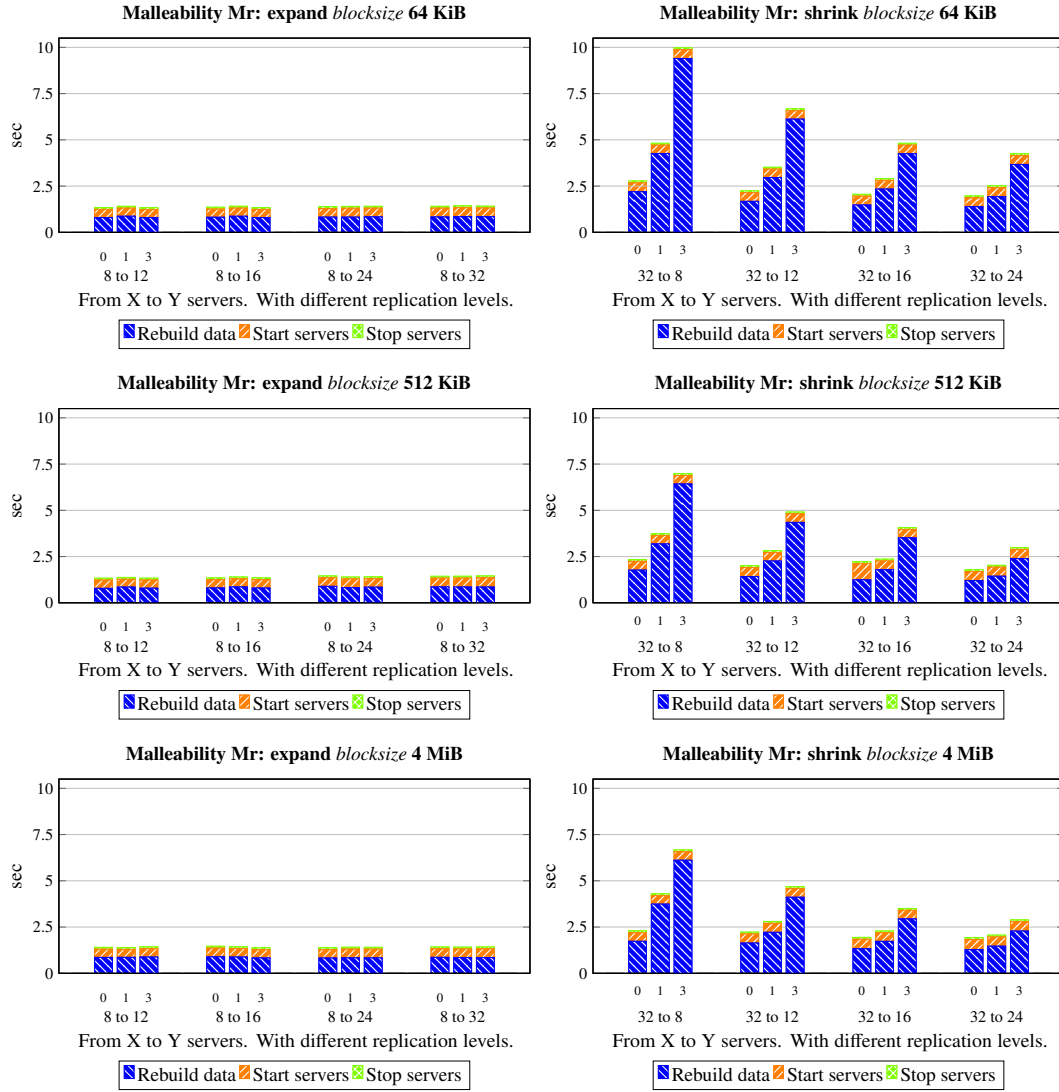 Malleability Mr: expand blocksize 64 KiB
10
7.5
5
2.5
0
sec
0 1 3 0 1 3 0 1 3 0 1 3
8 to 12 8 to 16 8 to 24 8 to 32
From X to Y servers. With different replication levels.
Rebuild data Start servers Stop servers
Malleability Mr: shrink blocksize 64 KiB
10
7.5
5
2.5
0
sec
0 1 3 0 1 3 0 1 3 0 1 3
32 to 8 32 to 12 32 to 16 32 to 24
From X to Y servers. With different replication levels.
Rebuild data Start servers Stop servers
Malleability Mr: expand blocksize 512 KiB
10
7.5
5
2.5
0
sec
0 1 3 0 1 3 0 1 3 0 1 3
8 to 12 8 to 16 8 to 24 8 to 32
From X to Y servers. With different replication levels.
Rebuild data Start servers Stop servers
Malleability Mr: shrink blocksize 512 KiB
10
7.5
5
2.5
0
sec
0 1 3 0 1 3 0 1 3 0 1 3
32 to 8 32 to 12 32 to 16 32 to 24
From X to Y servers. With different replication levels.
Rebuild data Start servers Stop servers
Malleability Mr: expand blocksize 4 MiB
10
7.5
5
2.5
0
sec
0 1 3 0 1 3 0 1 3 0 1 3
8 to 12 8 to 16 8 to 24 8 to 32
From X to Y servers. With different replication levels.
Rebuild data Start servers Stop servers
Malleability Mr: shrink blocksize 4 MiB
10
7.5
5
2.5
0
sec
0 1 3 0 1 3 0 1 3 0 1 3
32 to 8 32 to 12 32 to 16 32 to 24
From X to Y servers. With different replication levels.
Rebuild data Start servers Stop servers